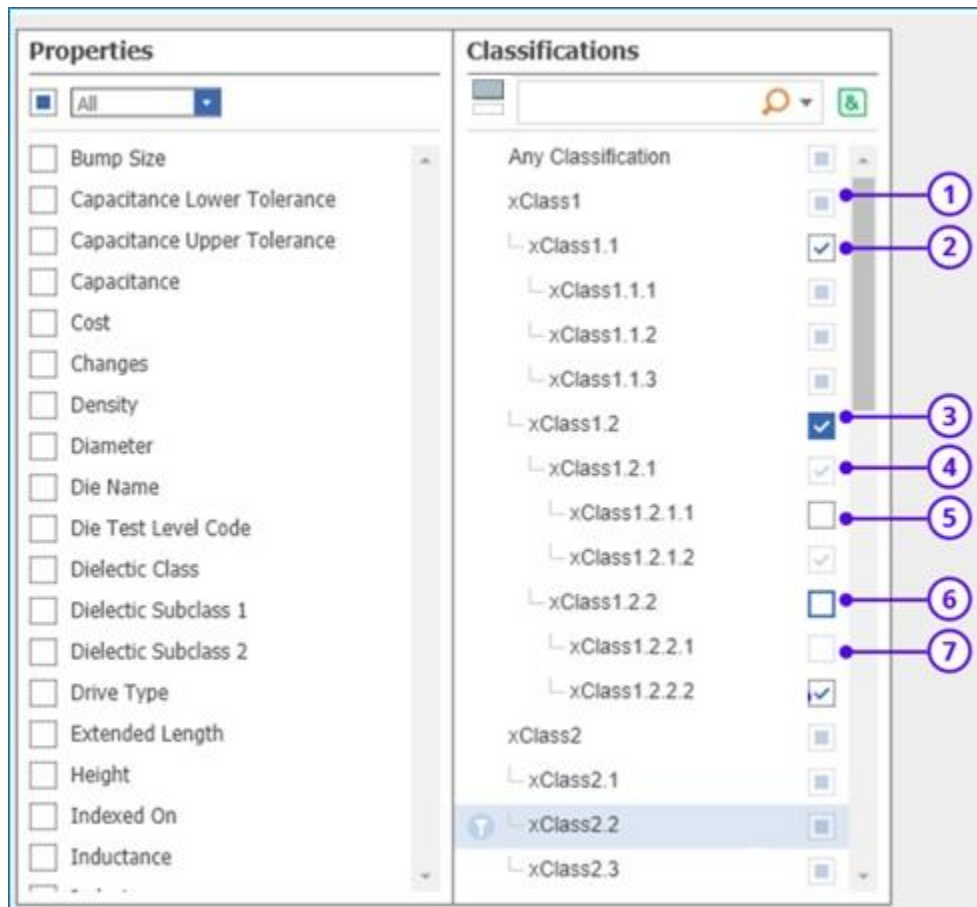 Properties
All
Bump Size
Capacitance Lower Tolerance
Capacitance Upper Tolerance
Capacitance
Cost
Changes
Density
Diameter
Die Name
Die Test Level Code
Dielectic Class
Dielectic Subclass 1
Dielectic Subclass 2
Drive Type
Extended Length
Height
Indexed On
Inductance
Classifications
&
Any Classification
xClass1
xClass1.1
xClass1.1.1
xClass1.1.2
xClass1.1.3
xClass1.2
xClass1.2.1
xClass1.2.1.1
xClass1.2.1.2
xClass1.2.2
xClass1.2.2.1
xClass1.2.2.2
xClass2
xClass2.1
xClass2.2
xClass2.3
1
2
3
4
5
6
7